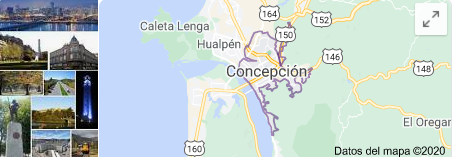 164
152
Caleta Lenga
150
Hualpén
146
Concepción
148
El Oregan
160
Datos del mapa ©2020